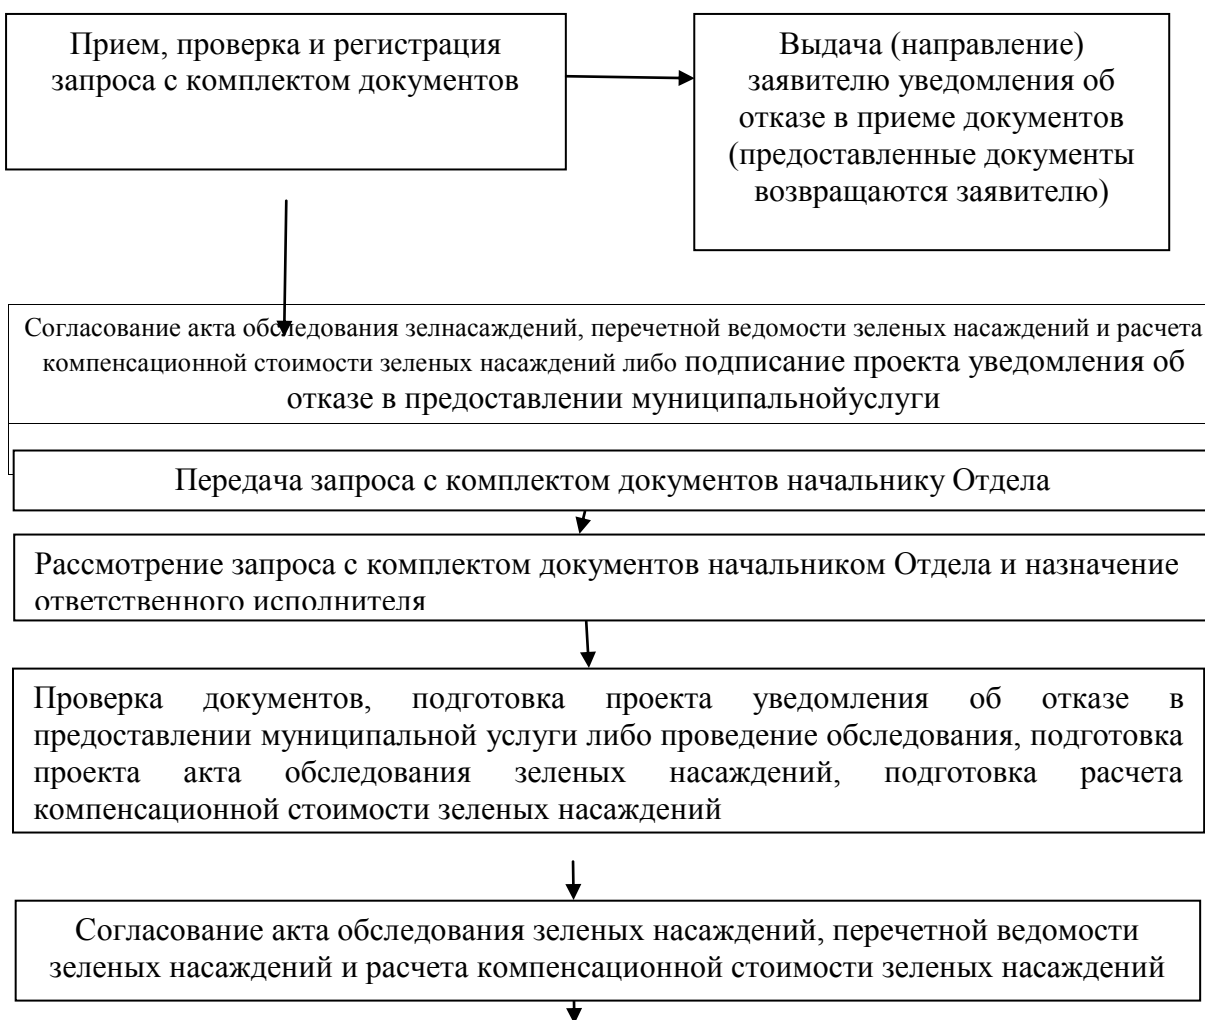 Прием, проверка и регистрация
запроса с комплектом документов
Выдача (направление)
заявителю уведомления об
отказе в приеме документов
(предоставленные документы
возвращаются заявителю)
Согласование акта обследования зелнасаждений, перечетной ведомости зеленых насаждений и расчета
компенсационной стоимости зеленых насаждений либо подписание проекта уведомления об
отказе в предоставлении муниципальнойуслуги
Передача запроса с комплектом документов начальнику Отдела
Рассмотрение запроса с комплектом документов начальником Отдела и назначение
ответственного исполнителя
Проверка документов, подготовка проекта уведомления об отказе в
предоставлении муниципальной услуги либо проведение обследования, подготовка
проекта акта обследования зеленых насаждений, подготовка расчета
компенсационной стоимости зеленых насаждений
Согласование акта обследования зеленых насаждений, перечетной ведомости
зеленых насаждений и расчета компенсационной стоимости зеленых насаждений